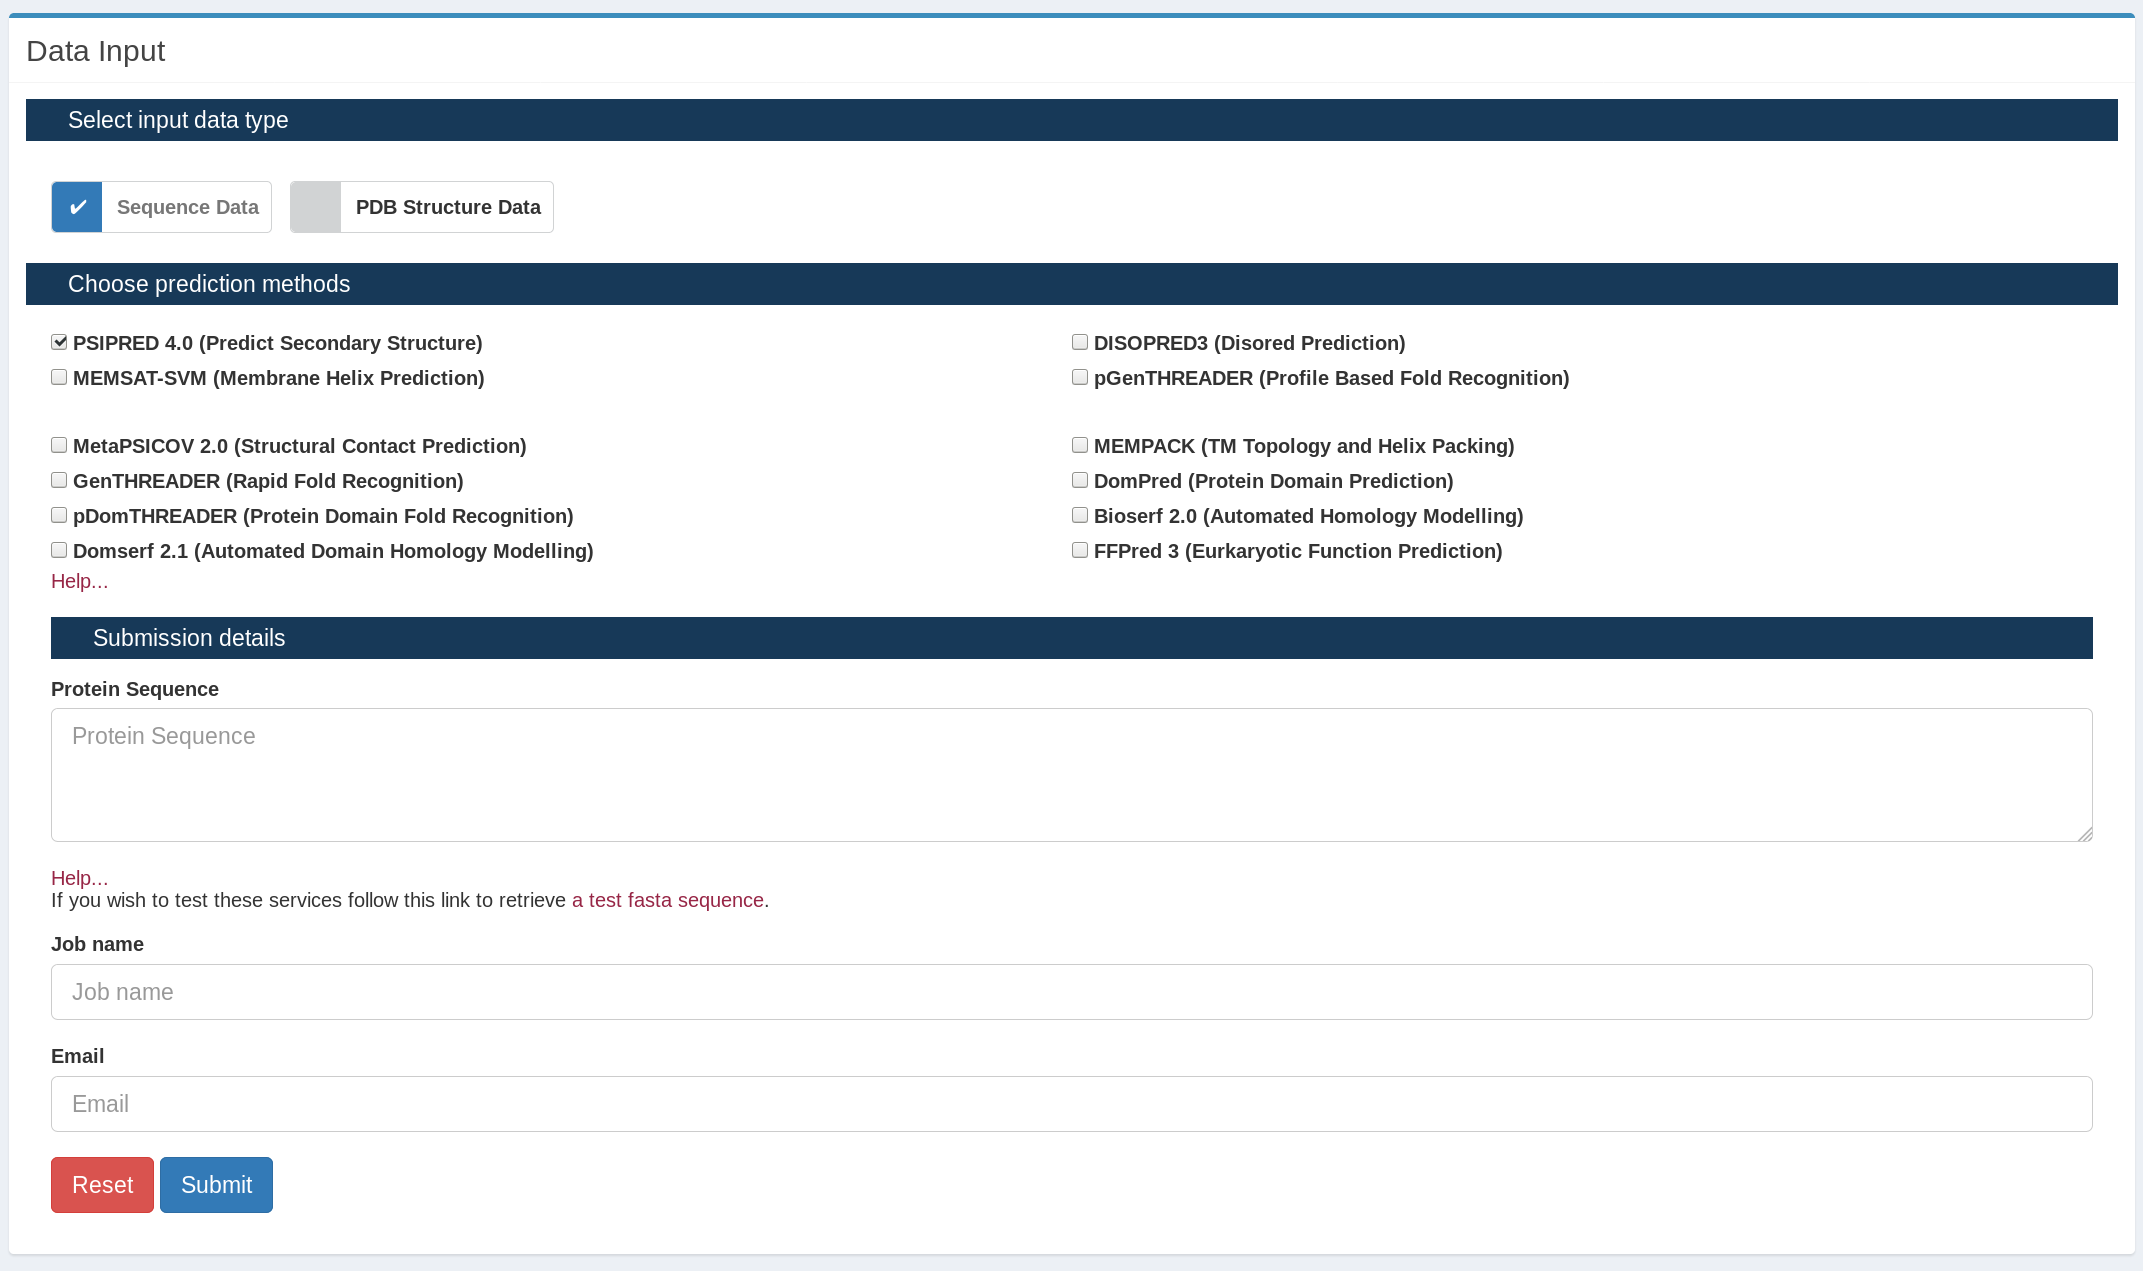 Data Input
Select input data type
✔ Sequence Data PDB Structure Data
Choose prediction methods
PSIPRED 4.0 (Predict Secondary Structure) DISOPRED3 (Disored Prediction)
MEMSAT-SVM (Membrane Helix Prediction) pGenTHREADER (Profile Based Fold Recognition)
MetaPSICOV 2.0 (Structural Contact Prediction) MEMPACK (TM Topology and Helix Packing)
GenTHREADER (Rapid Fold Recognition) DomPred (Protein Domain Prediction)
pDomTHREADER (Protein Domain Fold Recognition) Bioserf 2.0 (Automated Homology Modelling)
Domserf 2.1 (Automated Domain Homology Modelling) FFPred 3 (Eurkaryotic Function Prediction)
Help...
Submission details
Protein Sequence
Protein Sequence
Help...
If you wish to test these services follow this link to retrieve a test fasta sequence.
Job name
Job name
Email
Email
Reset Submit